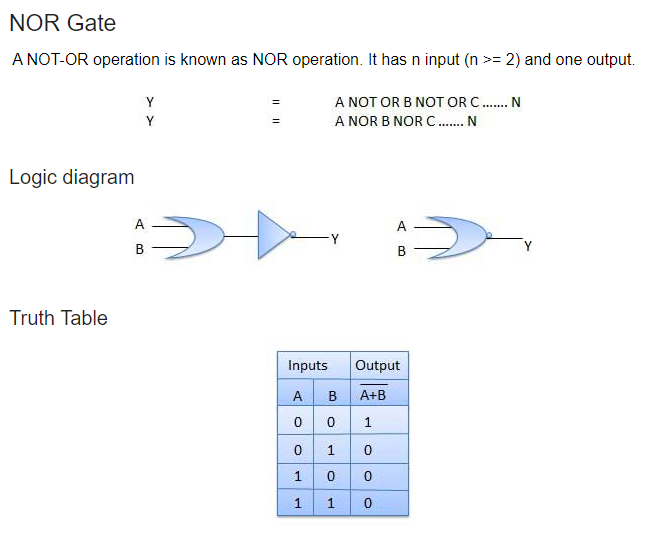 NOR Gate
A NOT-OR operation is known as NOR operation. It has n input (n >= 2) and one output.
Y = A NOT OR B NOT OR C ....... N
Y = A NOR B NOR C ....... N
Logic diagram
A
B
Y
A
B
Y
Truth Table
Inputs Output
A B A+B
0 0 1
0 1 0
1 0 0
1 1 0